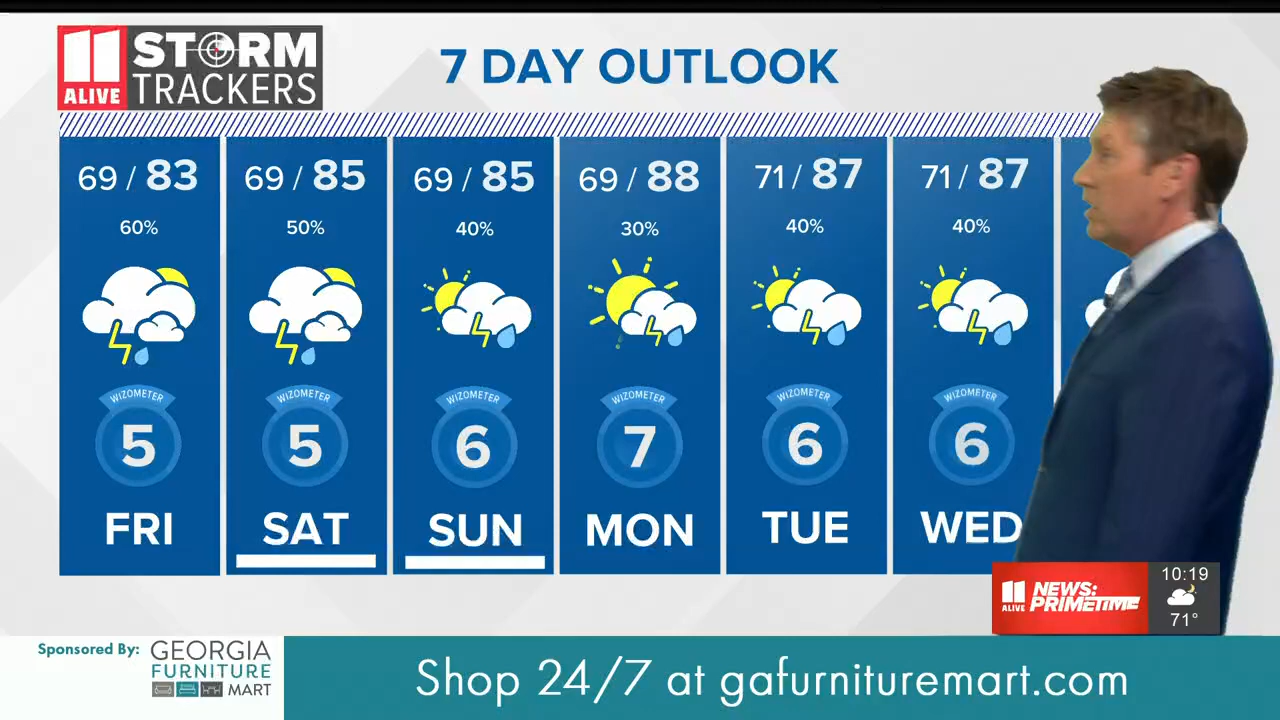 11 ALIVE STORM TRACKERS
7 DAY OUTLOOK
69 / 83
60%
WIZOMETER
5
FRI
69 / 85
50%
WIZOMETER
5
SAT
69 / 85
40%
WIZOMETER
6
SUN
69 / 88
30%
WIZOMETER
7
MON
71 / 87
40%
WIZOMETER
6
TUE
71 / 87
40%
WIZOMETER
6
WED
11 ALIVE NEWS: PRIMETIME
10:19
71°
Sponsored By:
GEORGIA
FURNITURE
MART
Shop 24/7 at gafurnituremart.com